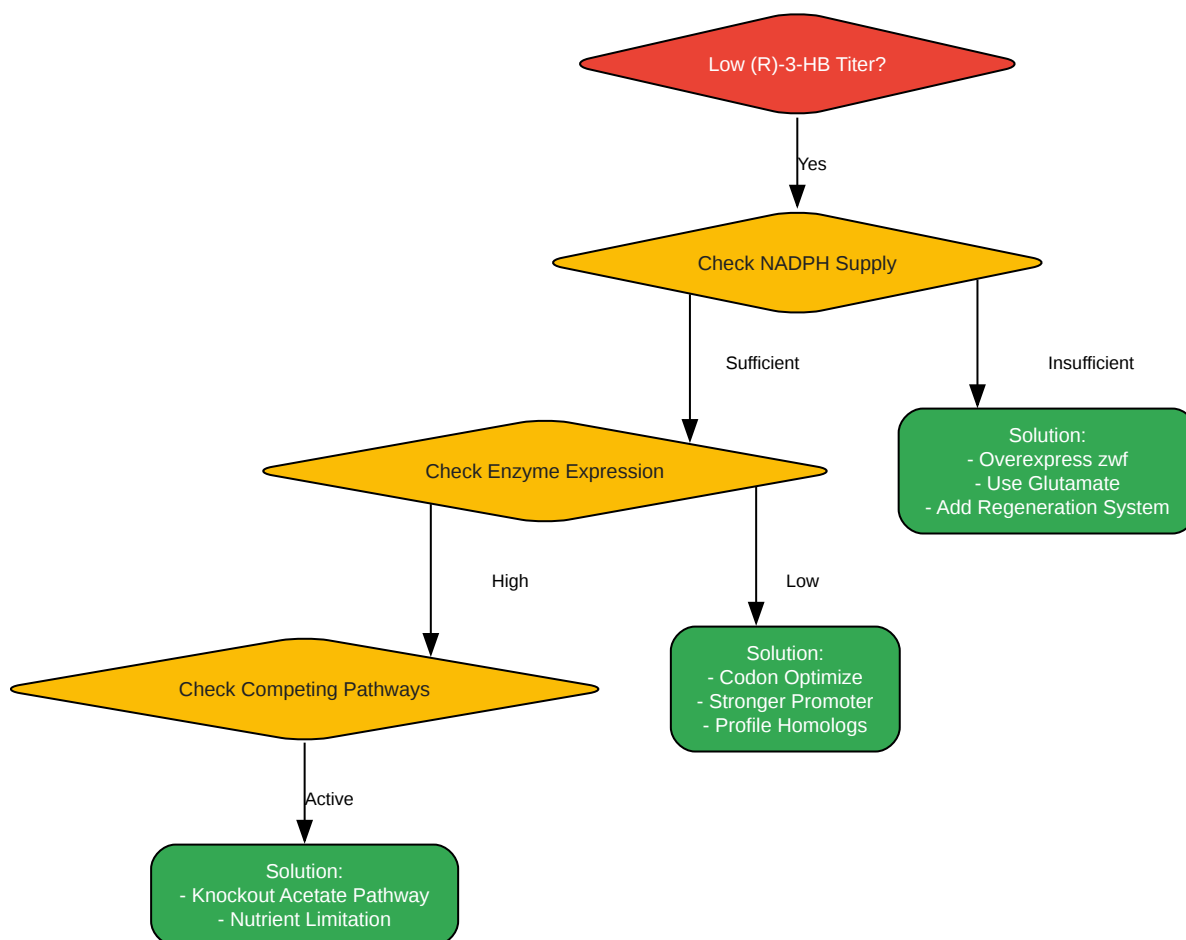 Low (R)-3-HB Titer?
Yes
Check NADPH Supply
Sufficient
Insufficient
Solution:
- Overexpress zwf
- Use Glutamate
- Add Regeneration System
Check Enzyme Expression
High
Low
Solution:
- Codon Optimize
- Stronger Promoter
- Profile Homologs
Check Competing Pathways
Active
Solution:
- Knockout Acetate Pathway
- Nutrient Limitation